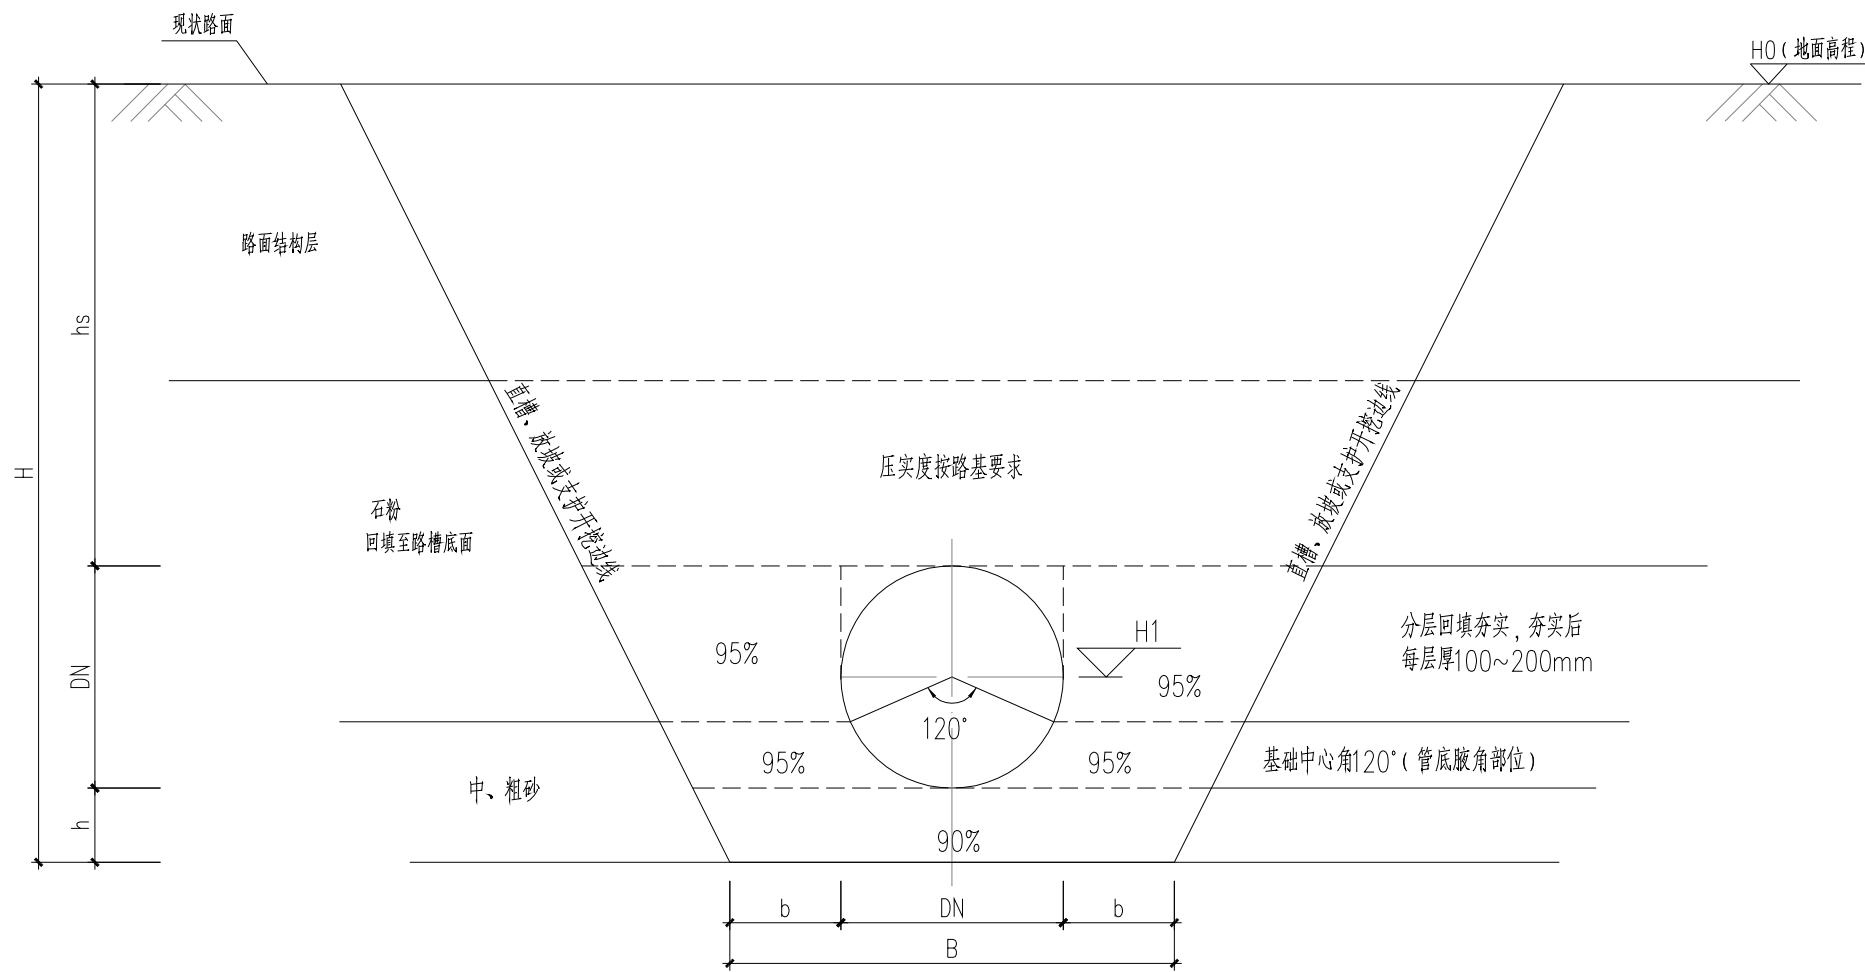 现状路面
H0（地面高程）
路面结构层
hs
H
直槽、放坡或支护开挖边线
直槽、放坡或支护开挖边线
压实度按路基要求
石粉
回填至路槽底面
H1
分层回填夯实，夯实后
每层厚100~200mm
95%
95%
DN
120°
95%
95%
基础中心角120°（管底腋角部位）
中、粗砂
h
90%
b
DN
b
B